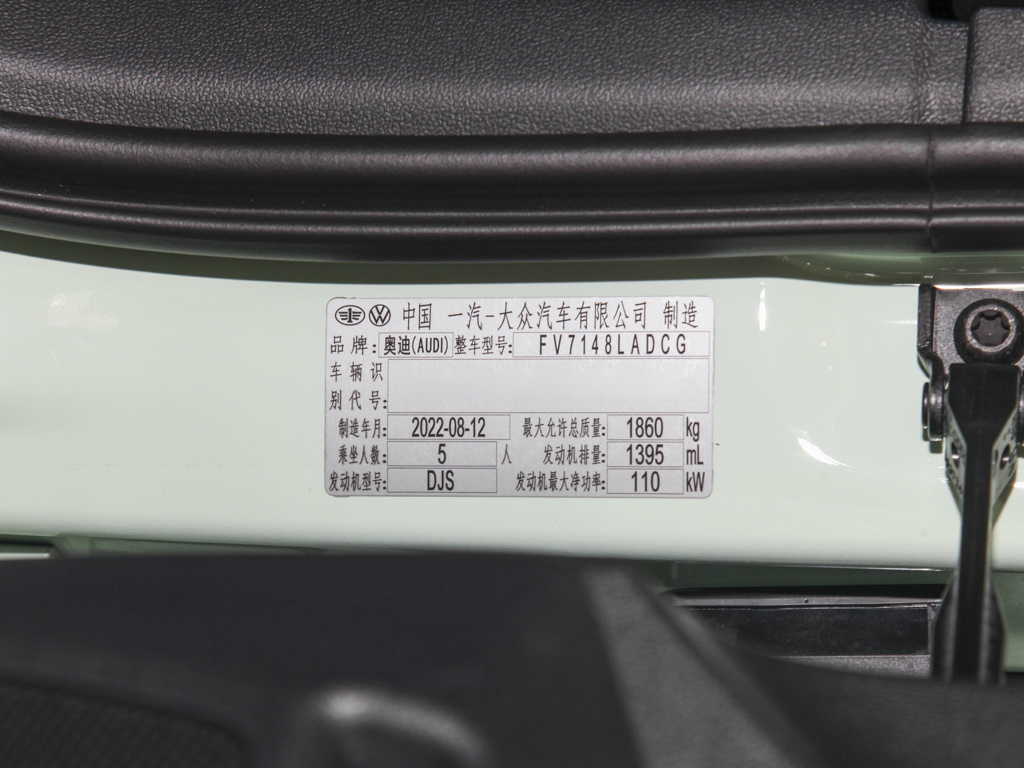 中国 一汽-大众汽车有限公司 制造
品牌: 奥迪(AUDI) 整车型号: FV7148LADCG
车辆识
别代号:
制造年月: 2022-08-12 最大允许总质量: 1860 kg
乘坐人数: 5 人 发动机排量: 1395 mL
发动机型号: DJS 发动机最大净功率: 110 kW